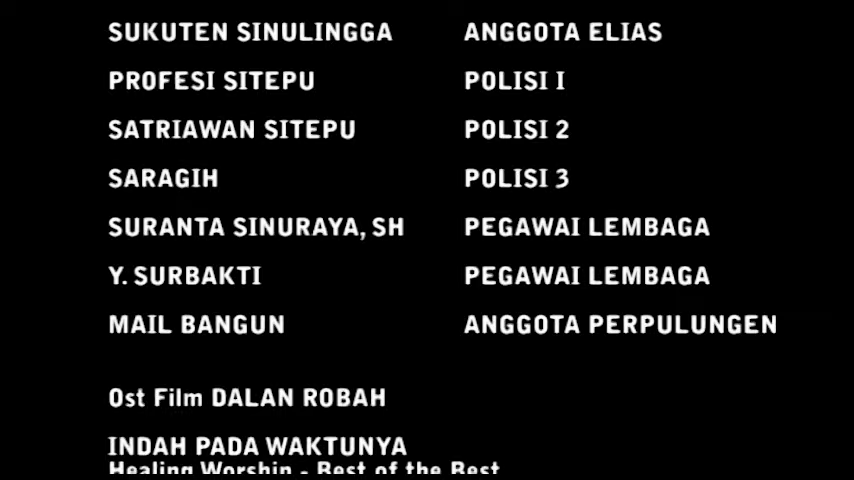 SUKUTEN SINULINGGA ANGGOTA ELIAS
PROFESI SITEPU POLISI I
SATRIAWAN SITEPU POLISI 2
SARAGIH POLISI 3
SURANTA SINURAYA, SH PEGAWAI LEMBAGA
Y. SURBAKTI PEGAWAI LEMBAGA
MAIL BANGUN ANGGOTA PERPULUNGEN
Ost Film DALAN ROBAH
INDAH PADA WAKTUNYA
Healing Worship - Best of the Best